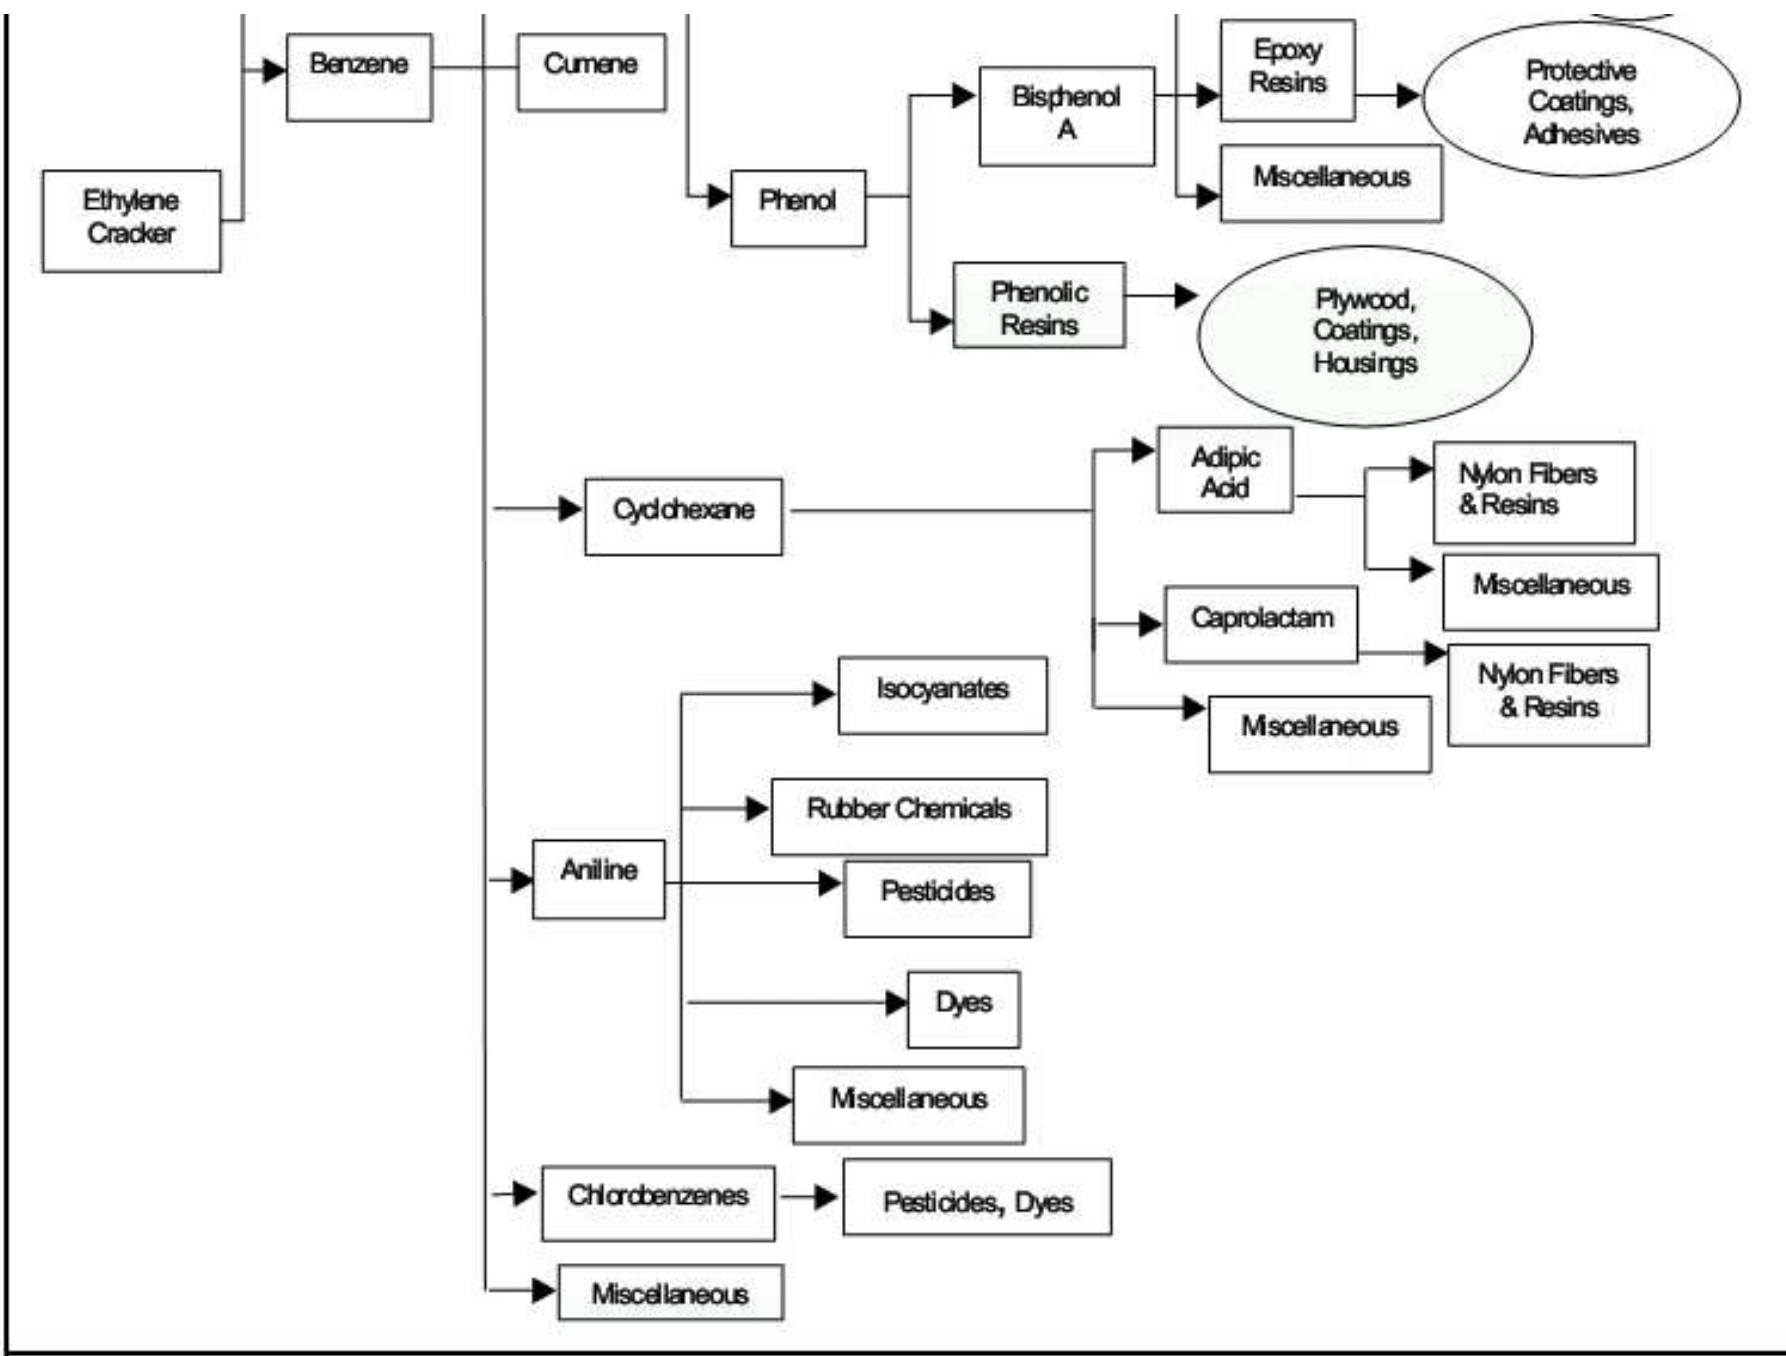 Benzene
Cumene
Epoxy
Resins
Protective
Coatings,
Adhesives
Bisphenol
A
Miscellaneous
Ethylene
Cracker
Phenol
Phenolic
Resins
Plywood,
Coatings,
Housings
Adipic
Acid
Nylon Fibers
& Resins
Cyclohexane
Miscellaneous
Caprolactam
Nylon Fibers
& Resins
Isocyanates
Miscellaneous
Rubber Chemicals
Aniline
Pesticides
Dyes
Miscellaneous
Chlorobenzenes
Pesticides, Dyes
Miscellaneous